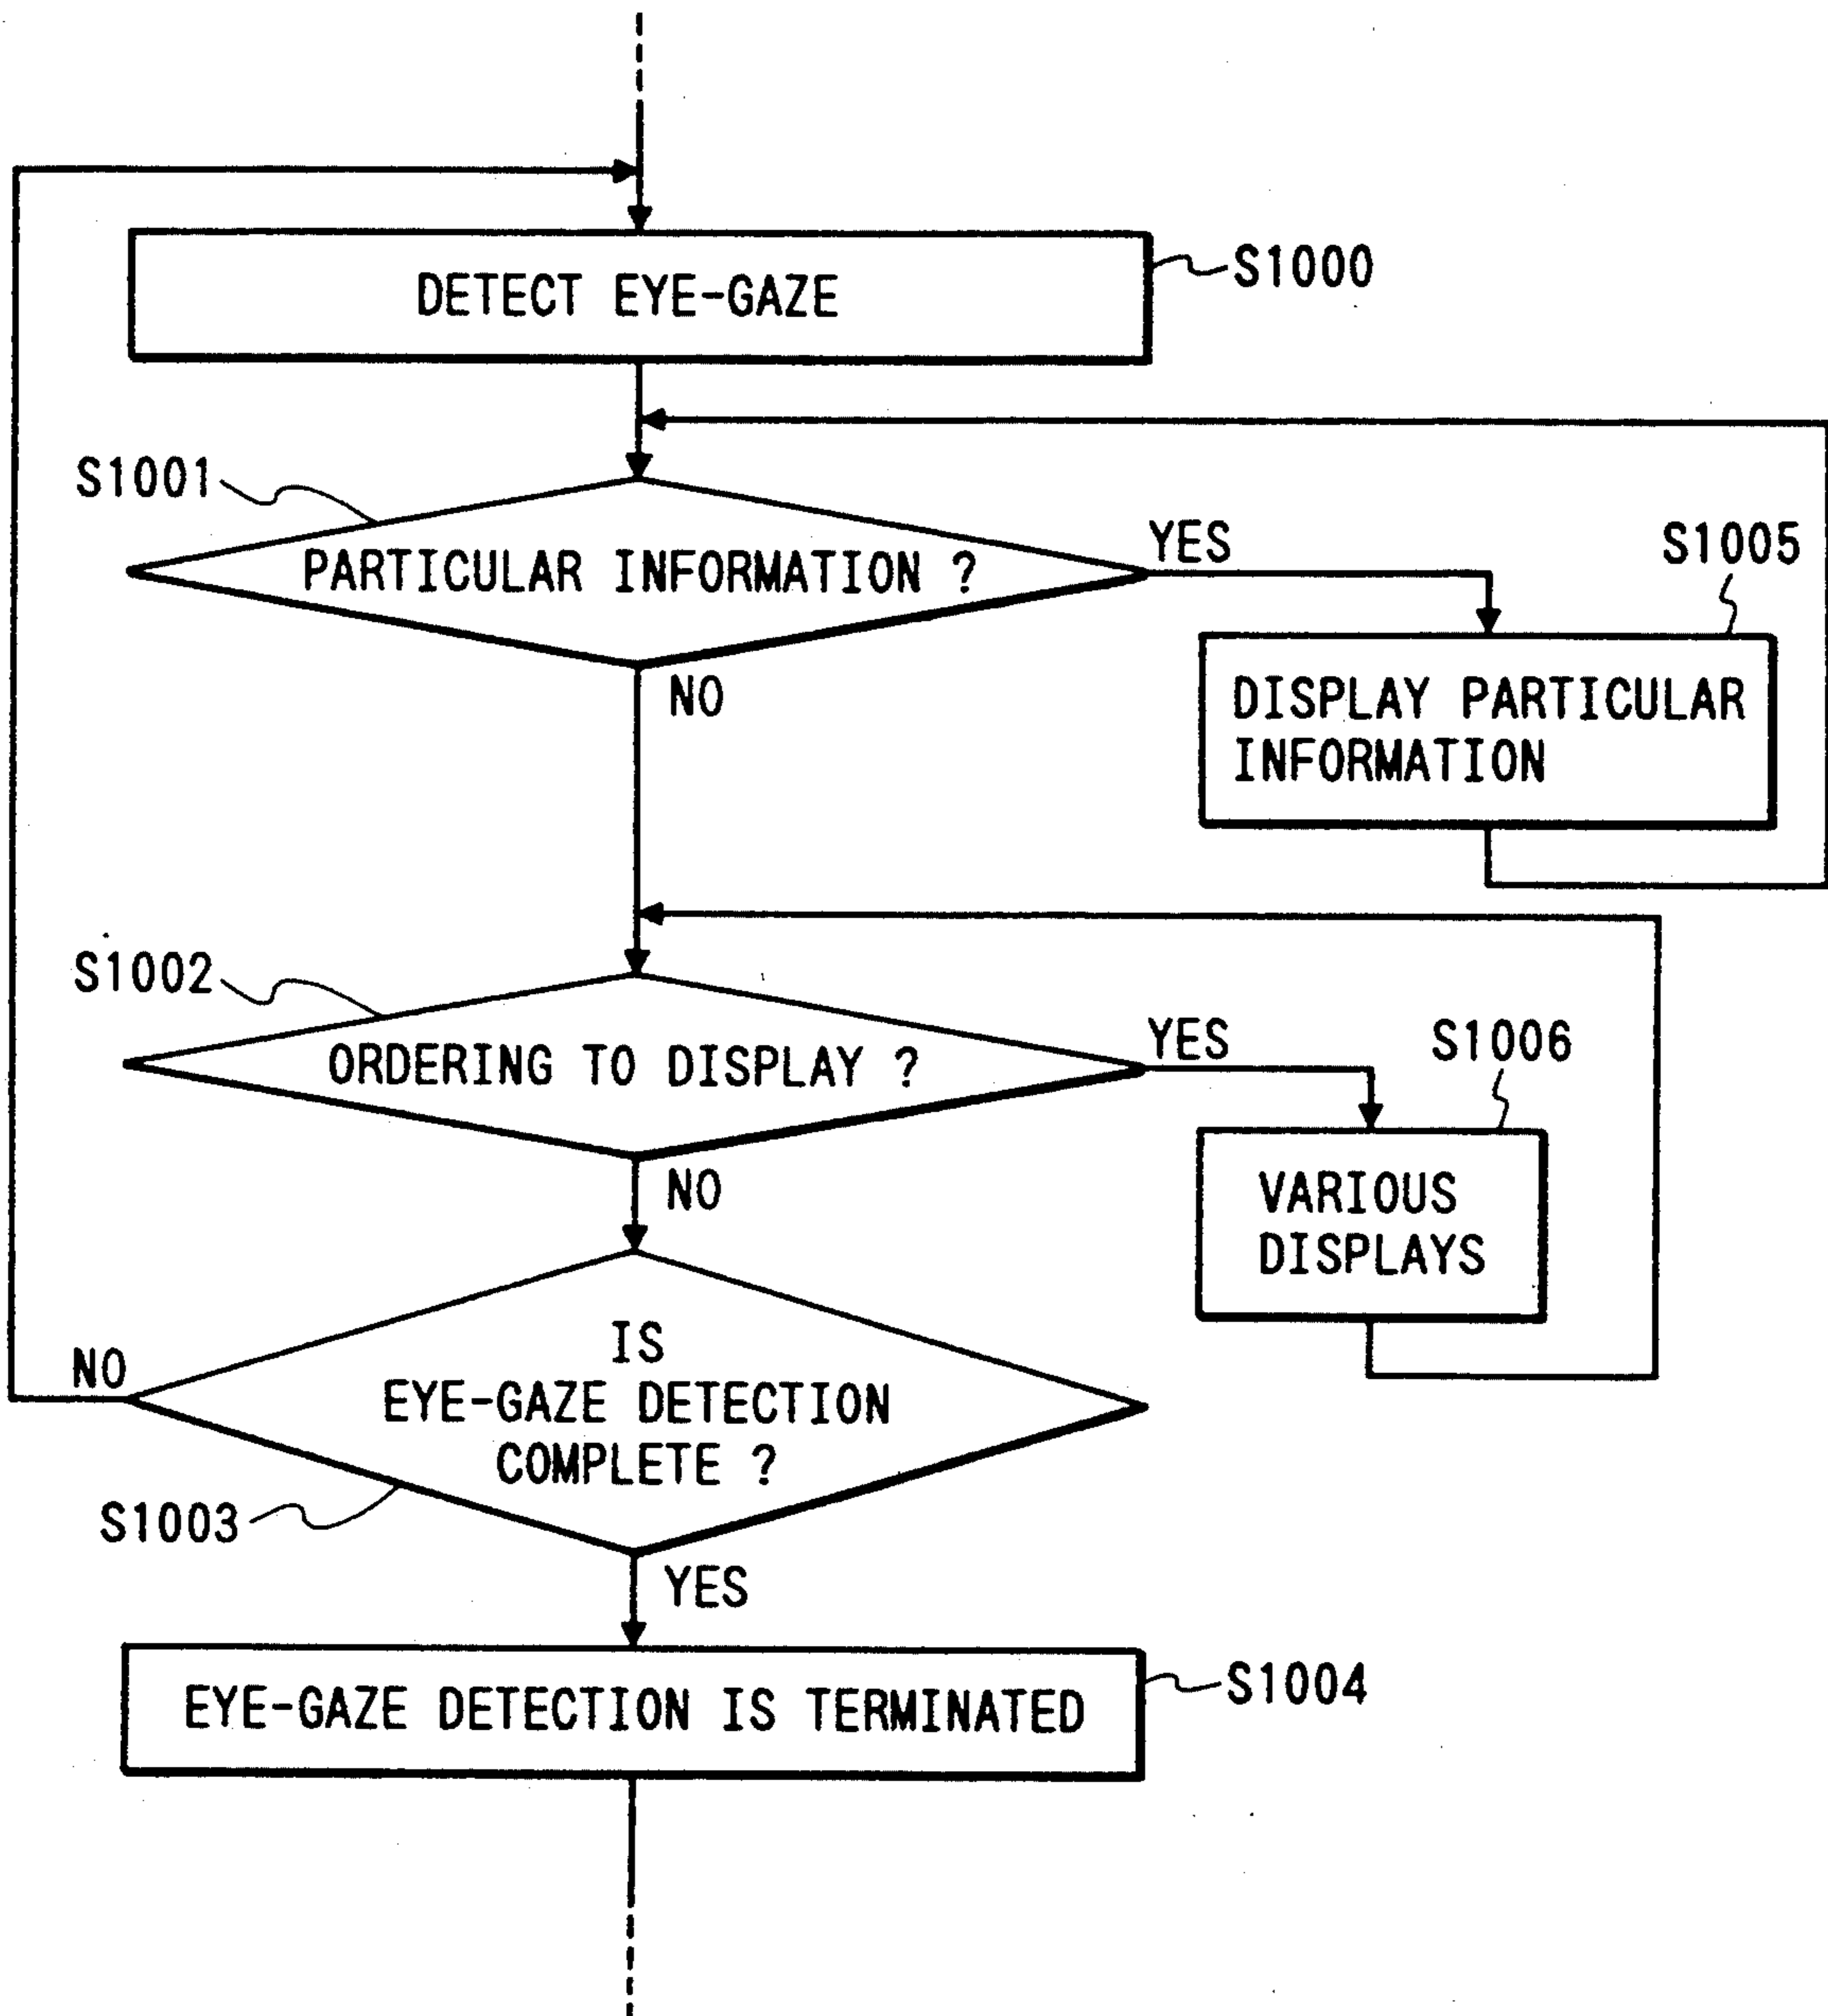 DETECT EYE-GAZE
S1000
S1001
PARTICULAR INFORMATION ?
YES
S1005
NO
DISPLAY PARTICULAR
INFORMATION
S1002
ORDERING TO DISPLAY ?
YES
S1006
NO
VARIOUS
DISPLAYS
NO
IS
EYE-GAZE DETECTION
COMPLETE ?
S1003
YES
EYE-GAZE DETECTION IS TERMINATED
S1004